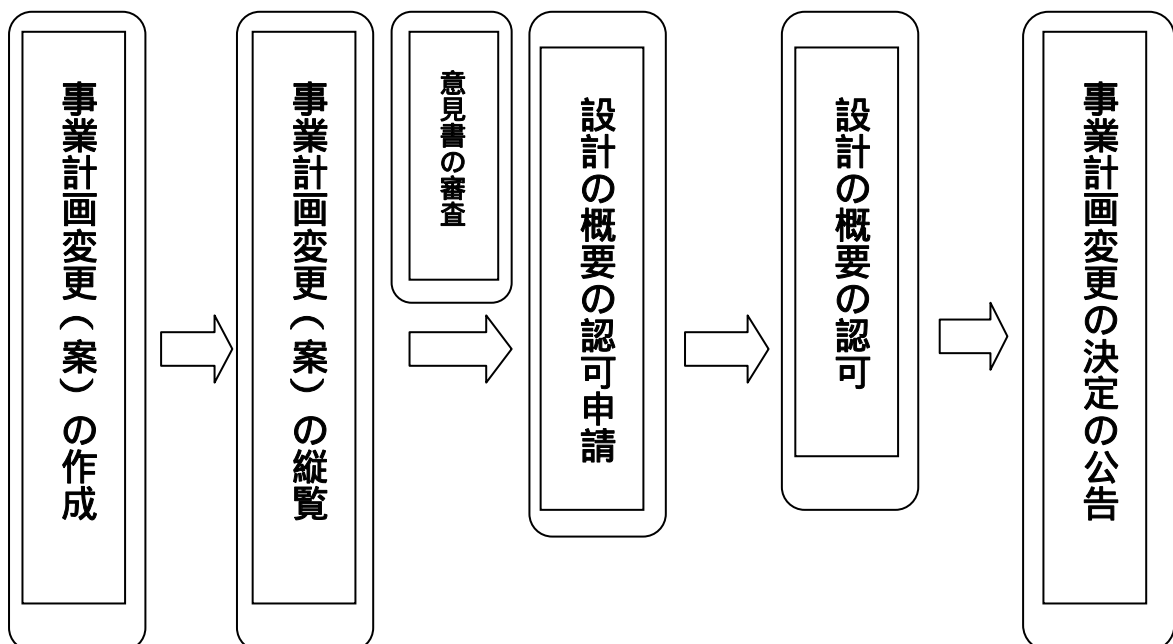 事業計画変更（案）の作成
事業計画変更（案）の縦覧
意見書の審査
設計の概要の認可申請
設計の概要の認可
事業計画変更の決定の公告